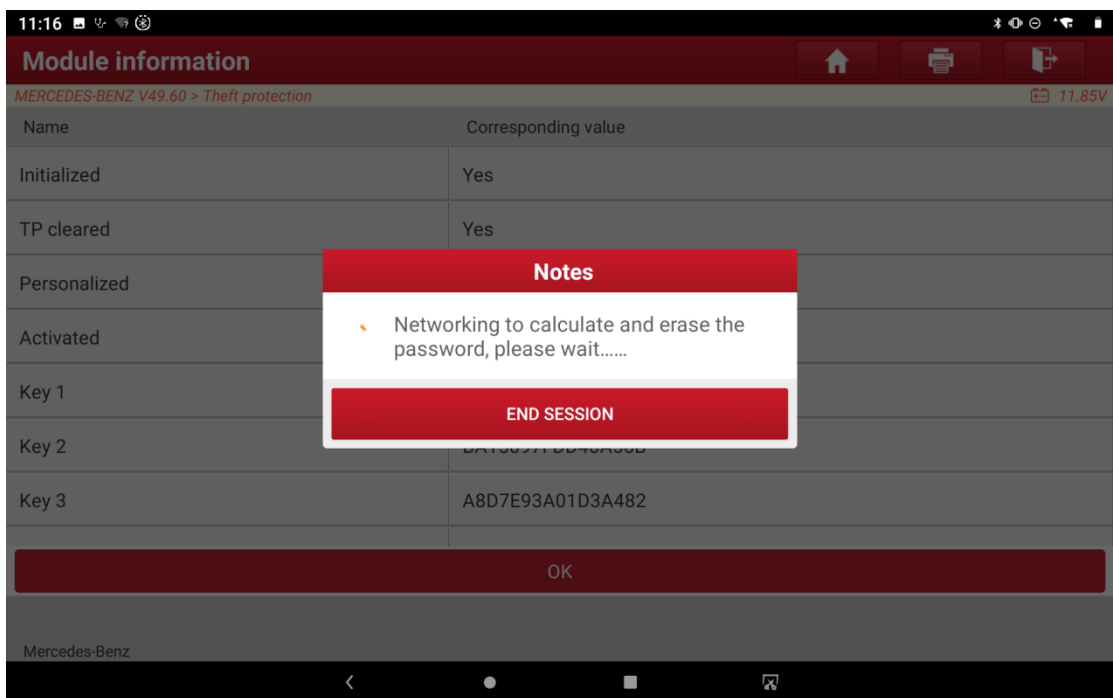 11:16
Module information
MERCEDES-BENZ V49.60 > Theft protection
11.85V
Name Corresponding value
Initialized Yes
TP cleared Yes
Notes
Personalized
Networking to calculate and erase the
password, please wait......
Activated
Key 1
END SESSION
Key 2
Key 3 A8D7E93A01D3A482
OK
Mercedes-Benz